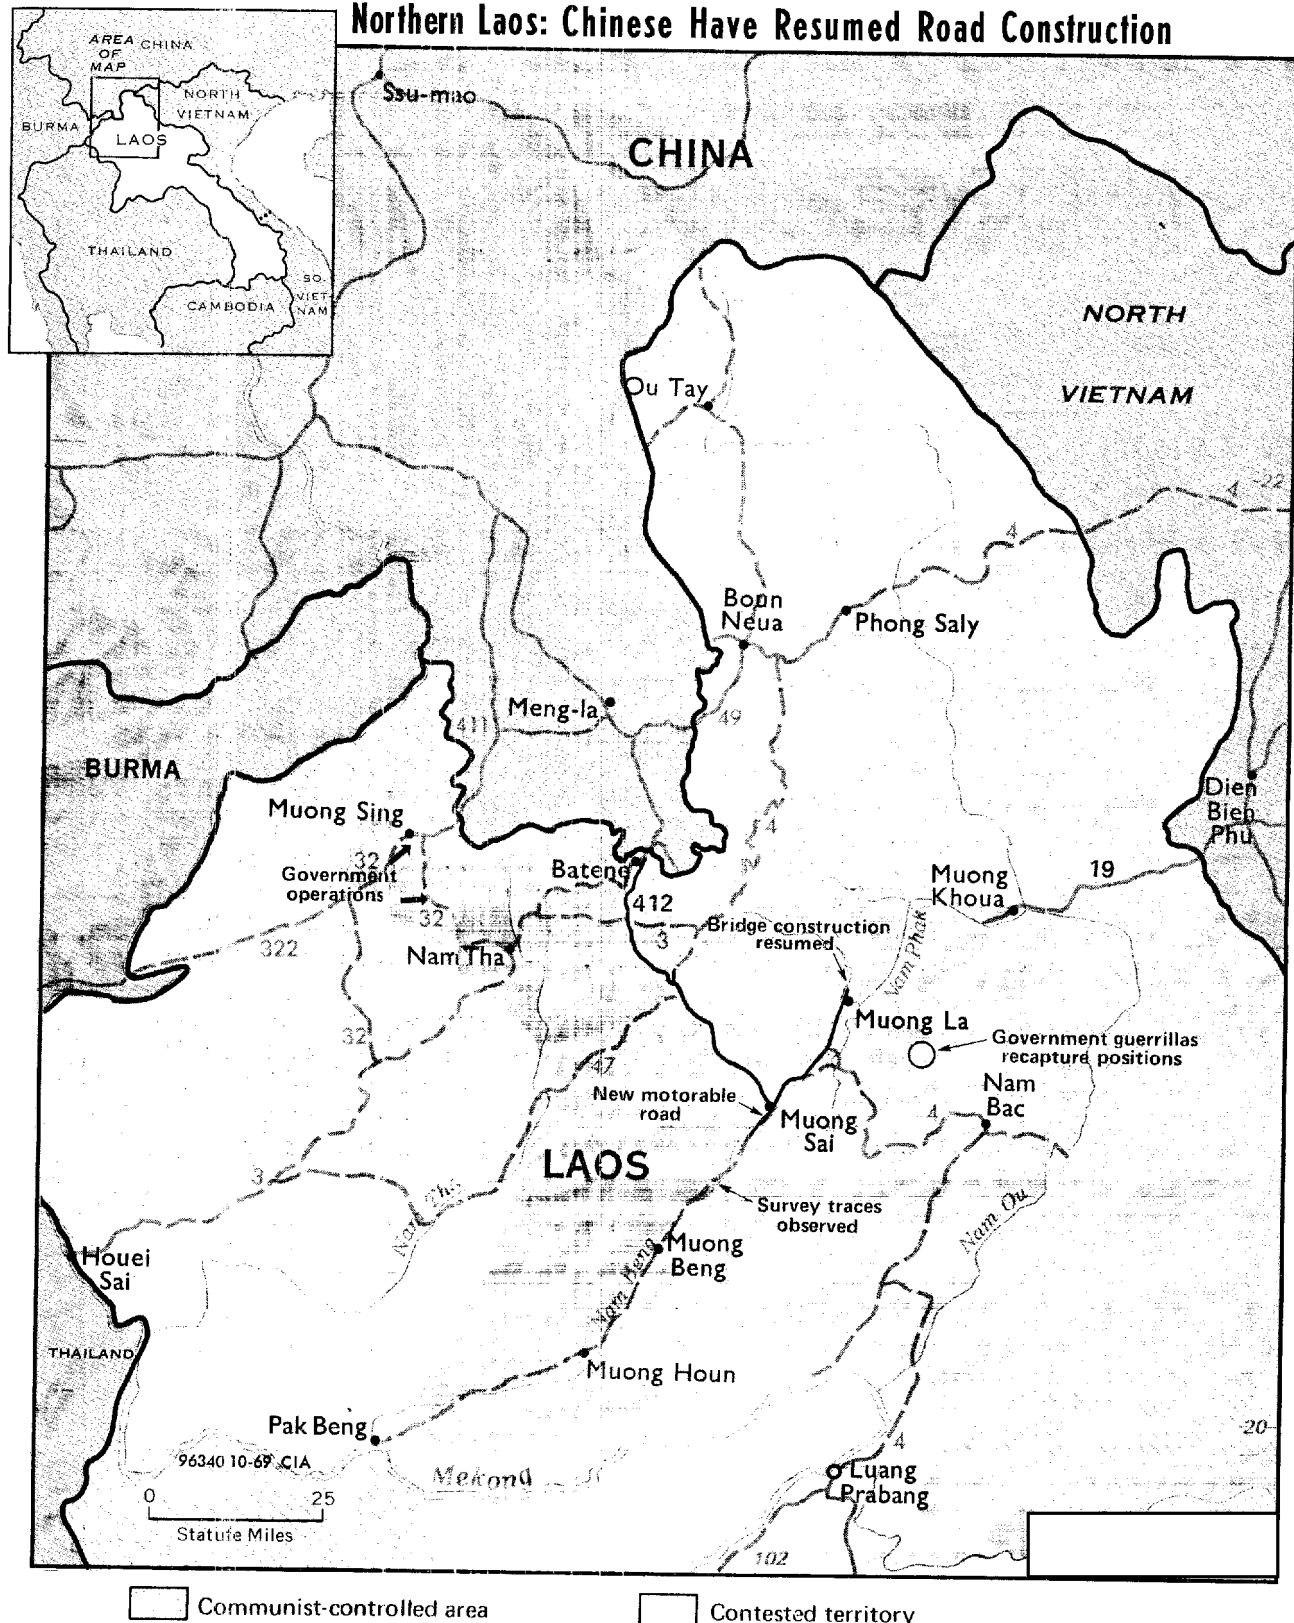 Northern Laos: Chinese Have Resumed Road Construction
AREA
OF
MAP
CHINA
NORTH
VIETNAM
BURMA
LAOS
THAILAND
CAMBODIA
SO.
VIET
NAM
Ssu-mao
CHINA
NORTH
VIETNAM
Ou Tay
4
-22
4
Boun
Neua
Phong Saly
Meng-la
49
411
BURMA
Dien
Bien
Phu
Muong Sing
4
32
Government
operations
Batene
Muong
Khoua
19
412
32
Bridge construction
resumed
3
322
Nam Tha
Nam Phak
Muong La
32
Government guerrillas
recapture positions
47
Nam
Bac
New motorable
road
4
Muong
Sai
LAOS
3
Nam Tha
Survey traces
observed
Nam Ou
Houei
Sai
Muong
Beng
Nam Beng
THAILAND
Muong Houn
Pak Beng
20
96340 10-69 CIA
4
Mekong
Luang
Prabang
0 25
Statute Miles
102
Communist-controlled area
Contested territory